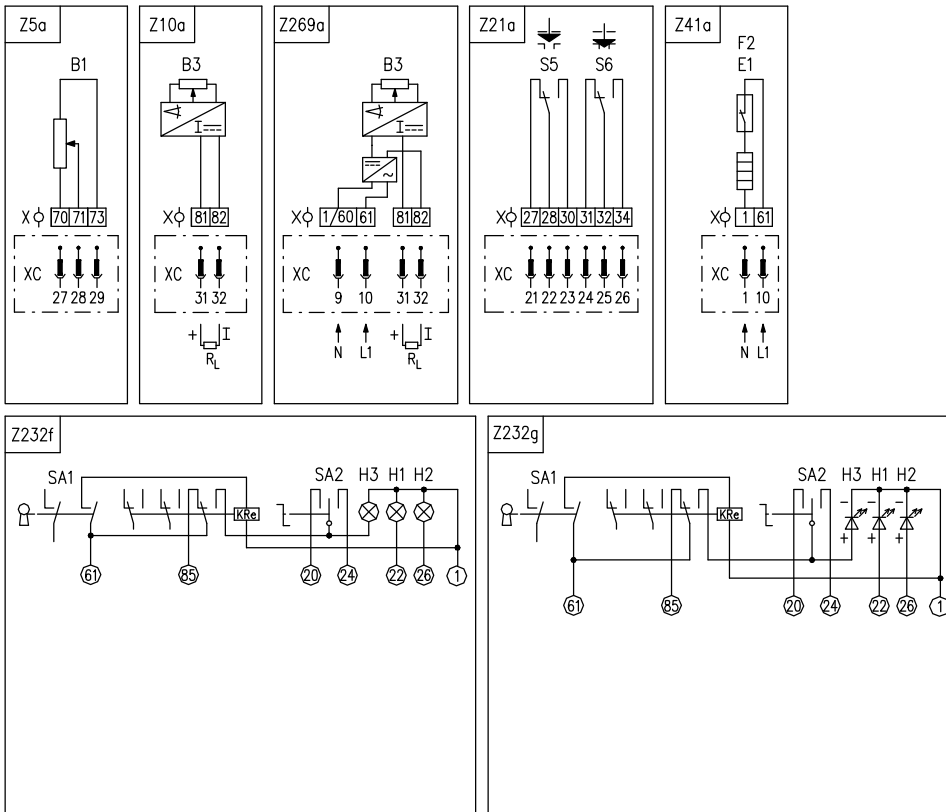 Z5a
B1
X 70 71 73
XC
27 28 29
Z10a
B3
I
X 81 82
XC
31 32
+ I
RL
Z269a
B3
I
~
X 1/60 61 81 82
XC
9 10 31 32
N L1 + I
RL
Z21a
S5 S6
X 27 28 30 31 32 34
XC
21 22 23 24 25 26
Z41a
F2
E1
X 1 61
XC
1 10
N L1
Z232f
SA1 SA2 H3 H1 H2
KRe
61 85 20 24 22 26 1
Z232g
SA1 SA2 H3 H1 H2
KRe
- - -
+ + +
61 85 20 24 22 26 1